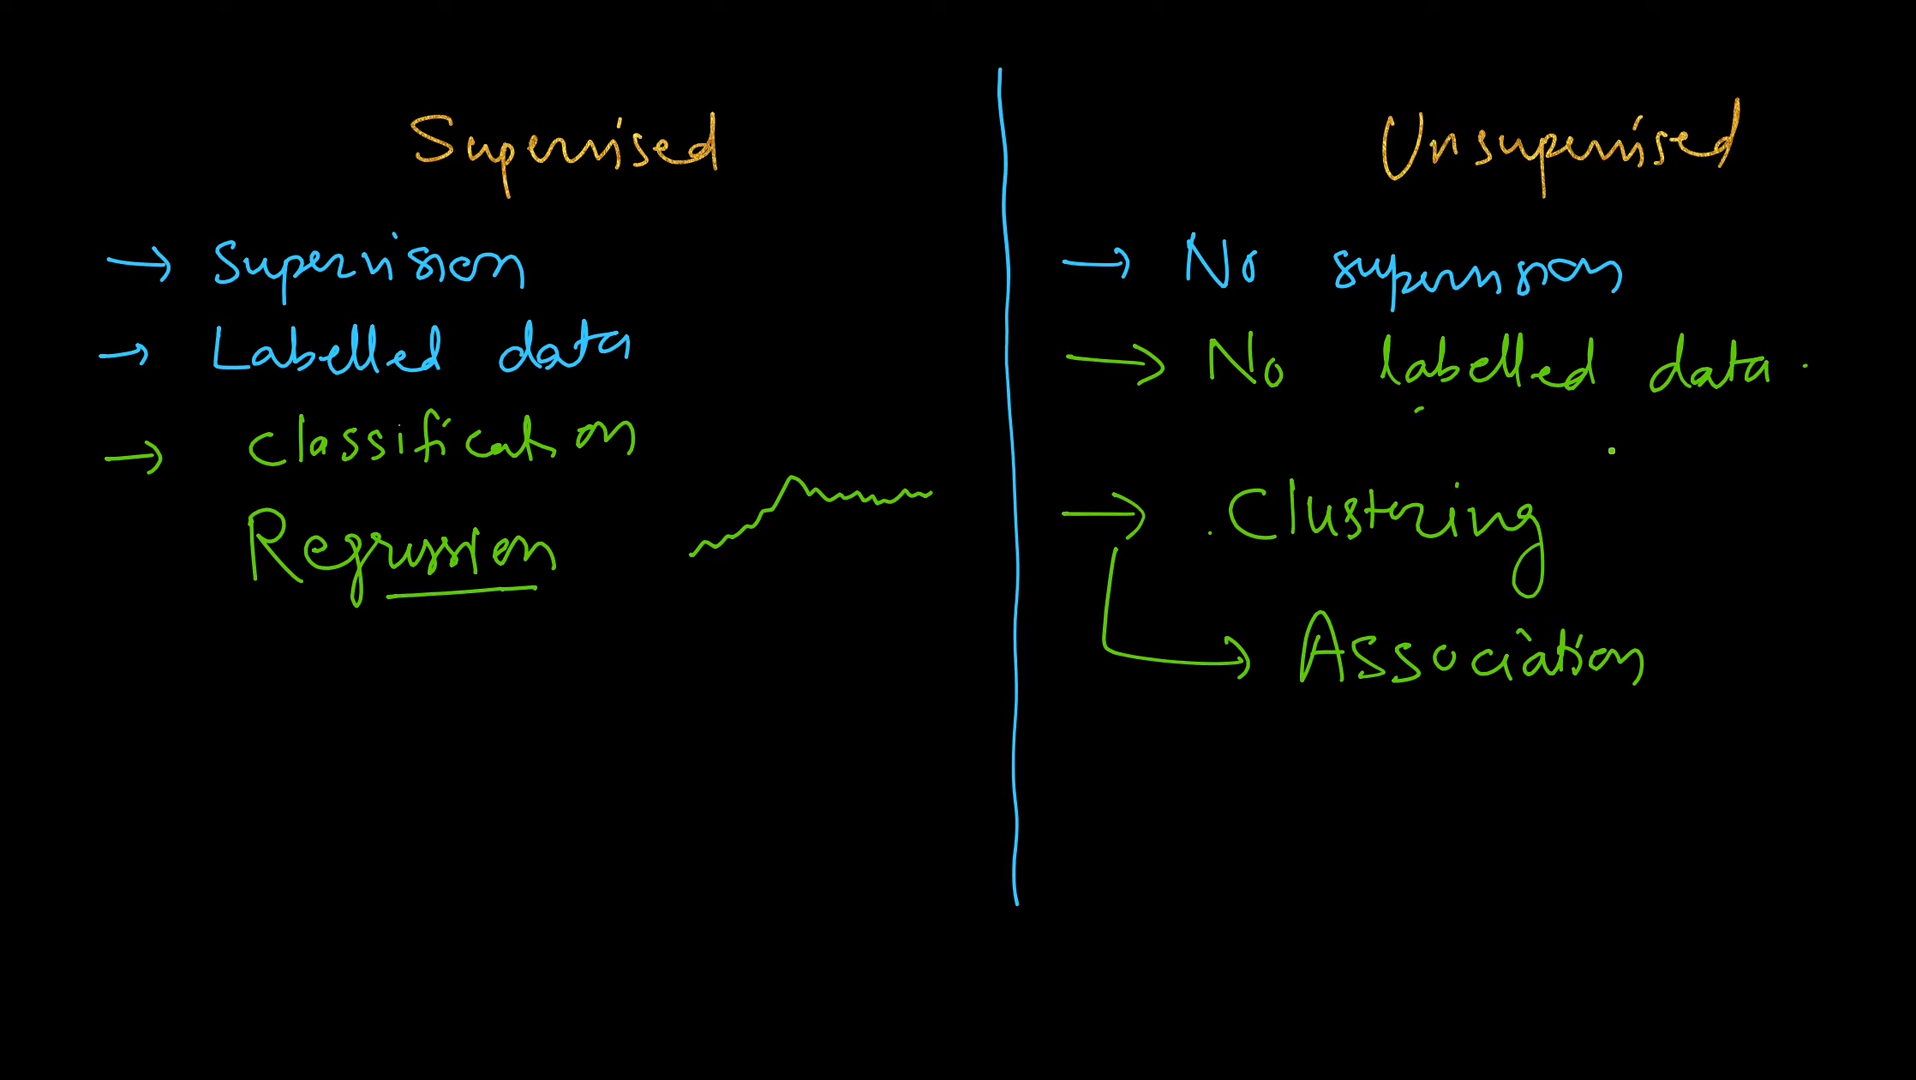 Supervised
→ Supervision
→ Labelled data
→ Classification
Regression
Unsupervised
→ No supervision
→ No labelled data.
→ Clustering
→ Association